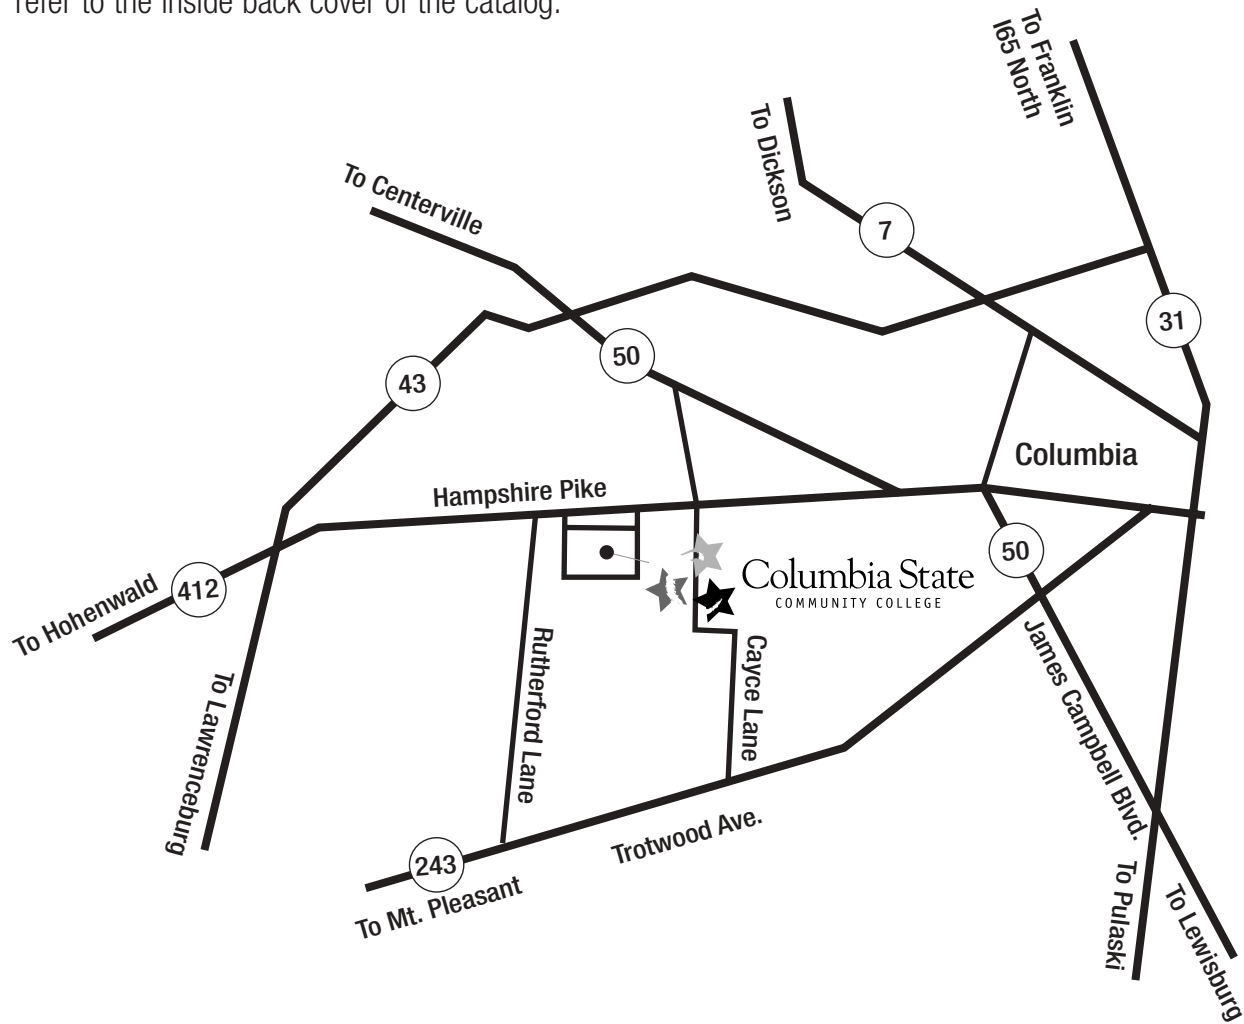 refer to the inside back cover of the catalog.
To Franklin
I65 North
To Dickson
To Centerville
7
31
50
43
Columbia
Hampshire Pike
50
Columbia State
COMMUNITY COLLEGE
412
To Hohenwald
To Lawrenceburg
Rutherford Lane
Cayce Lane
James Campbell Blvd.
Trotwood Ave.
243
To Mt. Pleasant
To Pulaski
To Lewisburg